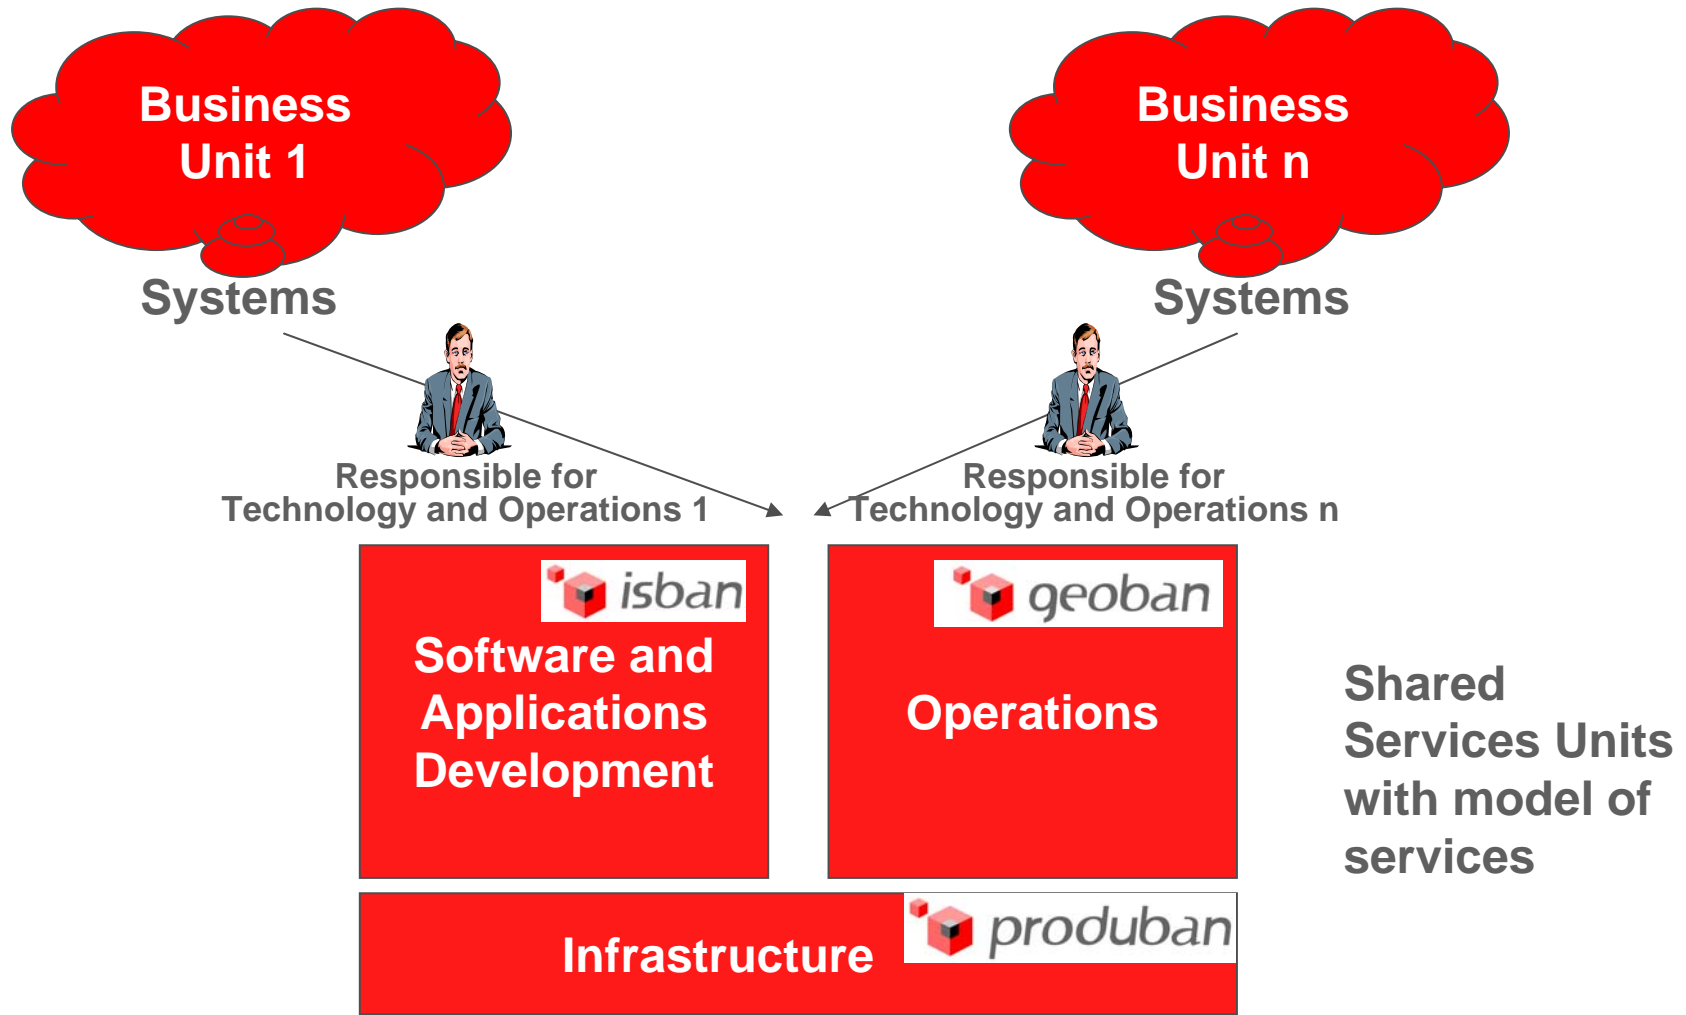 Business
Unit 1
Business
Unit n
Systems
Systems
Responsible for
Technology and Operations 1
Responsible for
Technology and Operations n
isban
Software and
Applications
Development
geoban
Operations
Shared
Services Units
with model of
services
produban
Infrastructure